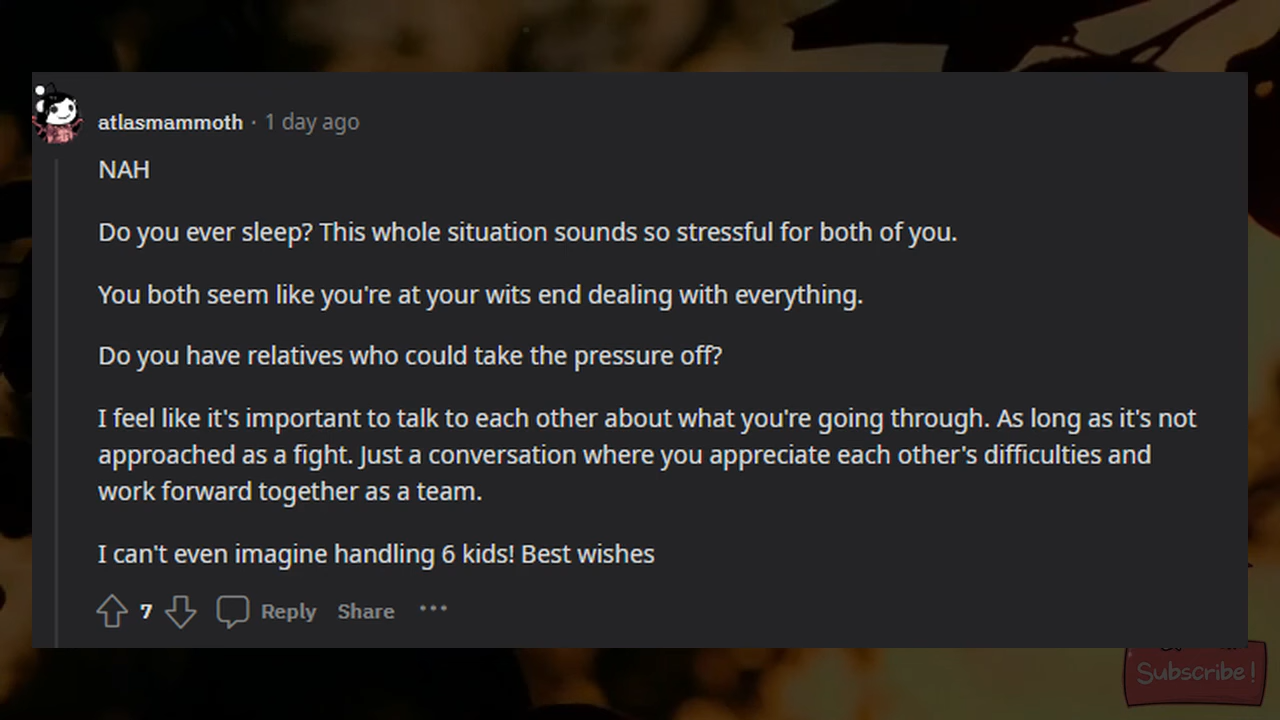 atlasmammoth · 1 day ago
NAH
Do you ever sleep? This whole situation sounds so stressful for both of you.
You both seem like you're at your wits end dealing with everything.
Do you have relatives who could take the pressure off?
I feel like it's important to talk to each other about what you're going through. As long as it's not
approached as a fight. Just a conversation where you appreciate each other's difficulties and
work forward together as a team.
I can't even imagine handling 6 kids! Best wishes
7 Reply Share ...
Subscribe!